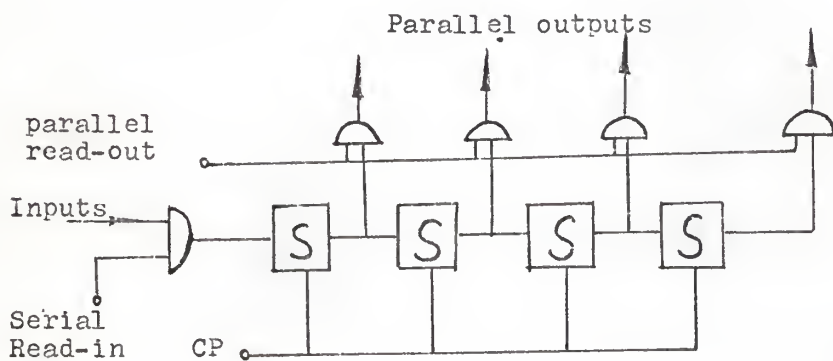 Parallel outputs
parallel
read-out
Inputs
S S S S
Serial
Read-in CP